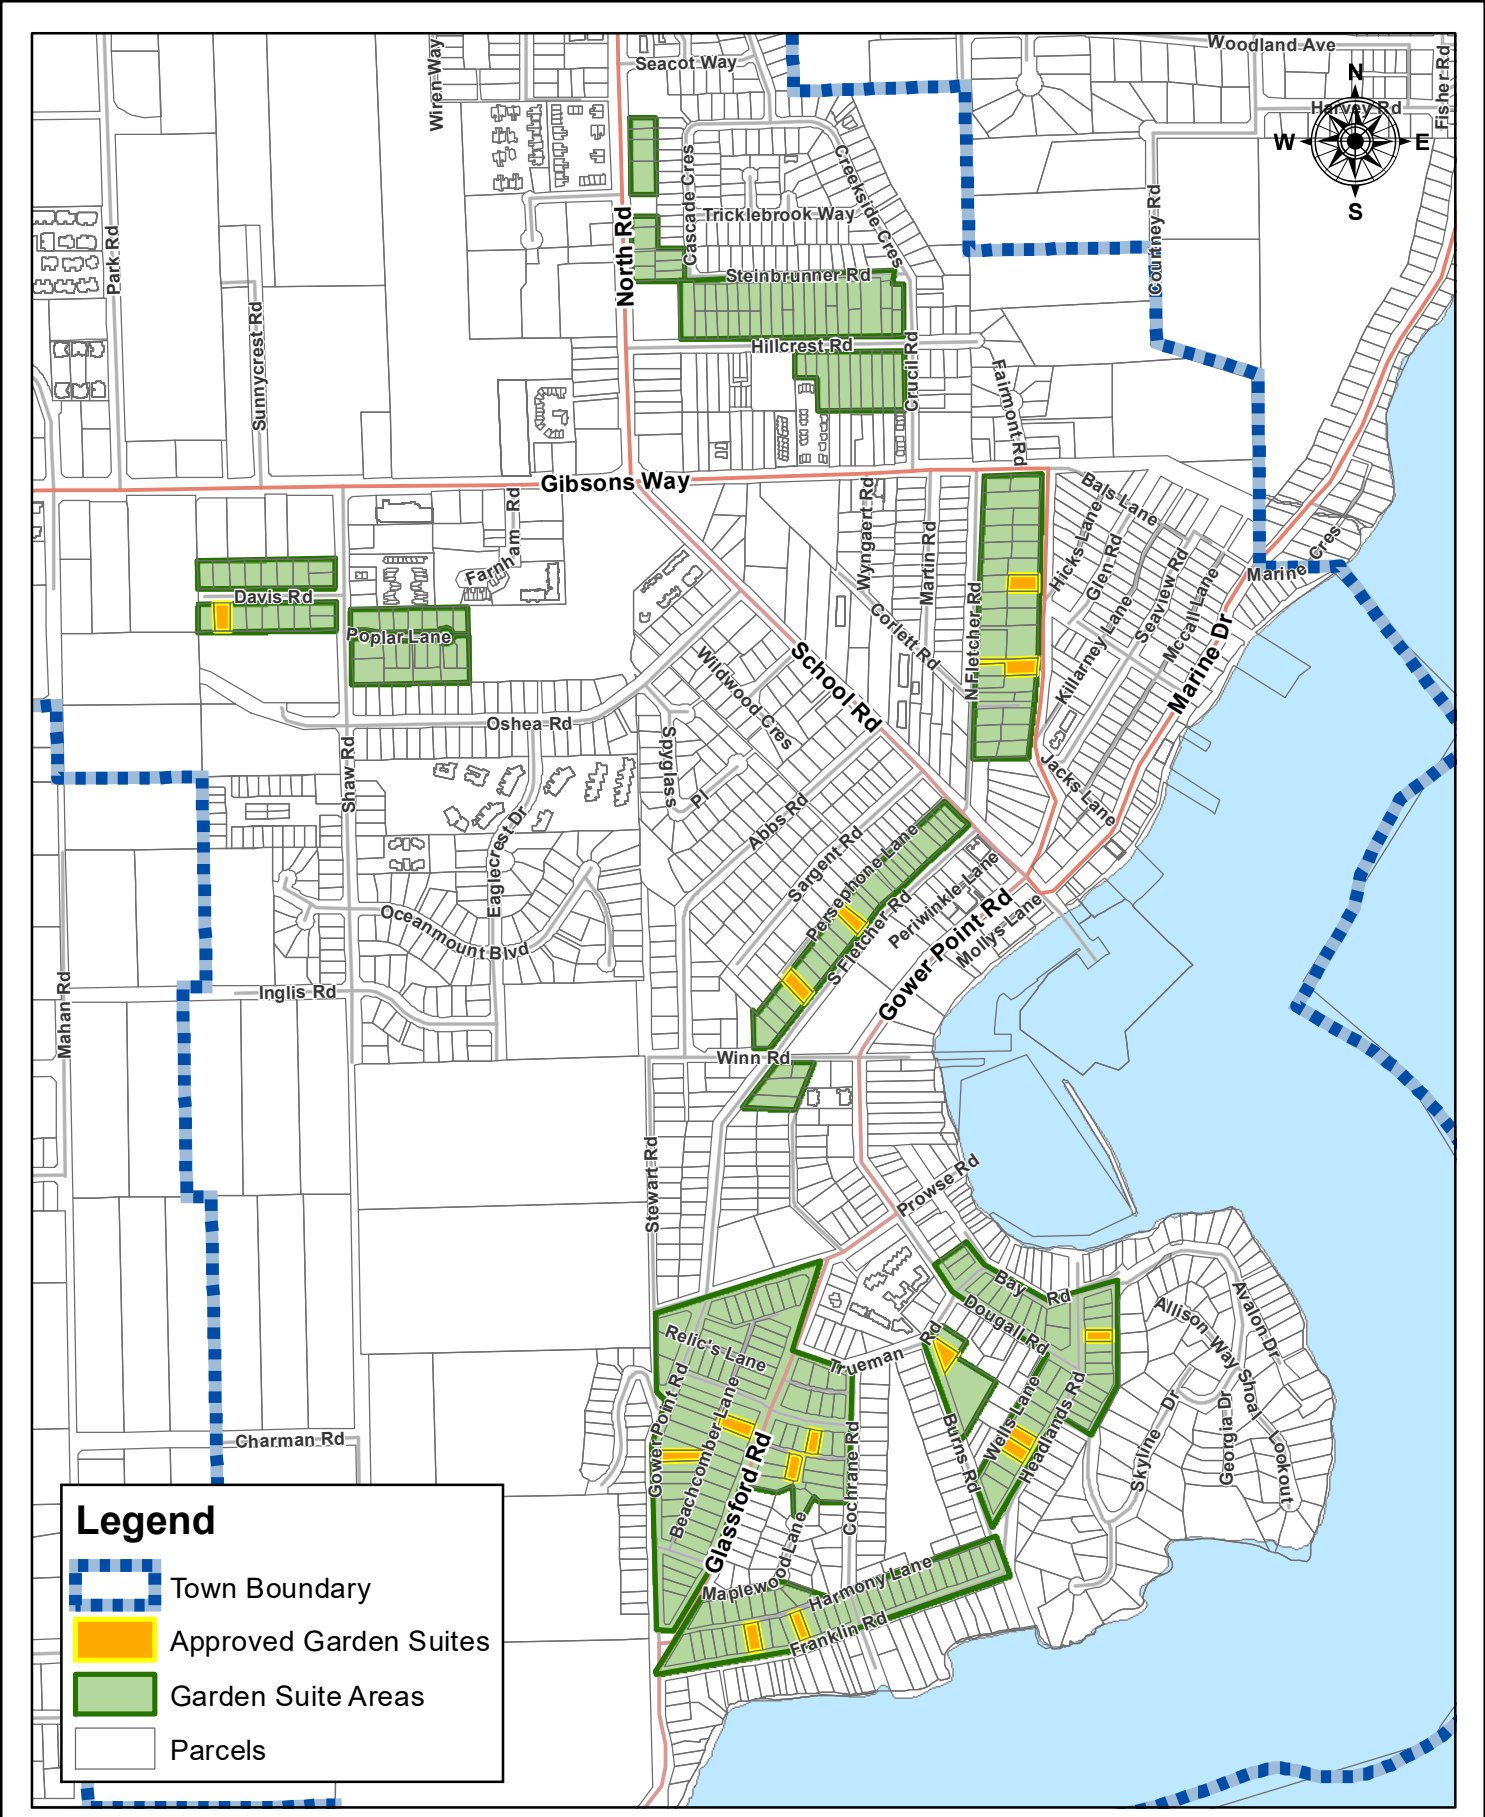 Woodland Ave
Seacot Way
Wiren Way
Fisher Rd
N
Harvey Rd
W
E
S
Cascade Cres
Creekside Cres
Tricklebrook Way
Courtney Rd
Park Rd
North Rd
Steinbrunner Rd
Sunnycrest Rd
Hillcrest Rd
Crucil Rd
Fairmont Rd
Gibsons Way
Bals Lane
Farnham Rd
Wyngaert Rd
Martin Rd
Hicks Lane
Glen Rd
Seaview Rd
Marine Cres
Mccall Lane
Davis Rd
Poplar Lane
Corlett Rd
N Fletcher Rd
Killarney Lane
Marine Dr
School Rd
Wildwood Cres
Oshea Rd
Shaw Rd
Spyglass Pl
Jacks Lane
Abbs Rd
Sargent Rd
Persephone Lane
Eaglecrest Dr
Periwinkle Lane
S Fletcher Rd
Gower Point Rd
Mollys Lane
Oceanmount Blvd
Inglis Rd
Mahan Rd
Winn Rd
Stewart Rd
Prowse Rd
Bay Rd
Dougall Rd
Allison Way
Avalon Dr
Relic's Lane
Trueman Rd
Shoal Lookout
Gower Point Rd
Beachcomber Lane
Glassford Rd
Cochrane Rd
Burns Rd
Wells Lane
Headlands Rd
Skyline Dr
Georgia Dr
Charman Rd
Maplewood Lane
Harmony Lane
Franklin Rd
Legend
Town Boundary
Approved Garden Suites
Garden Suite Areas
Parcels